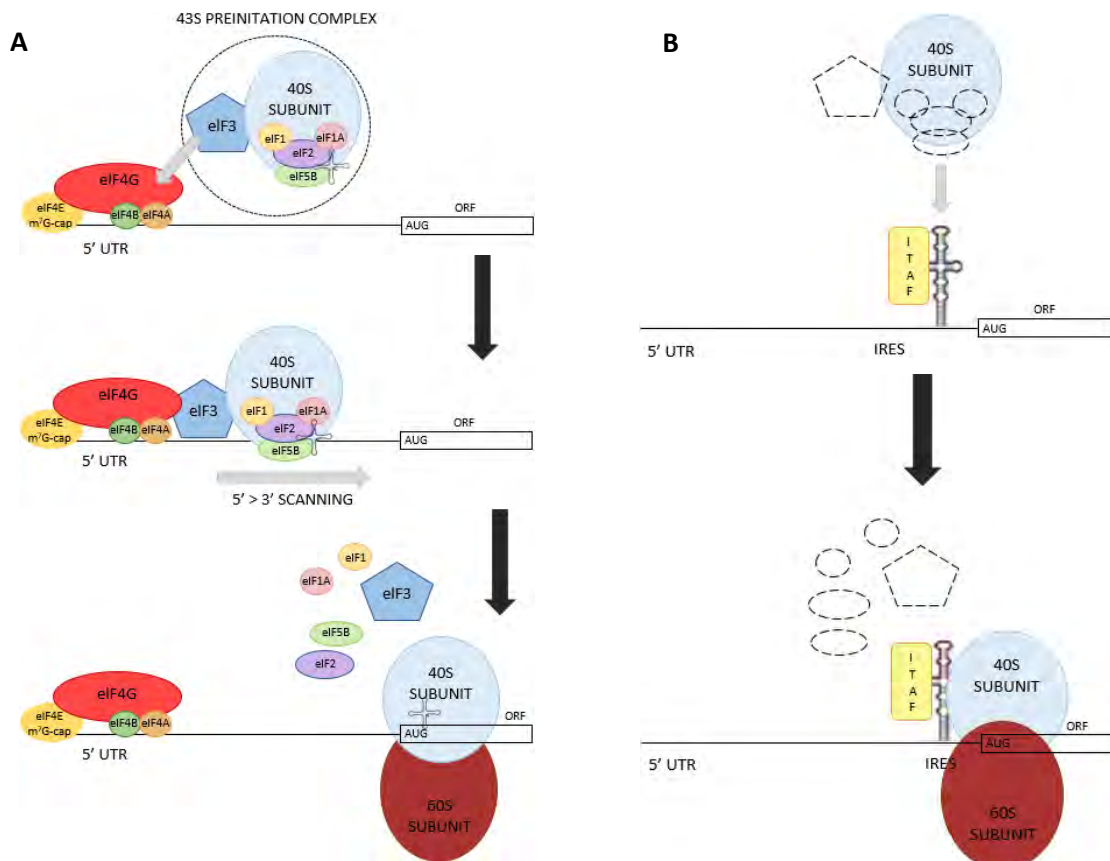 A
43S PREINITATION COMPLEX
40S
SUBUNIT
eIF3
eIF1
eIF1A
eIF2
eIF5B
eIF4G
eIF4E
m⁷G-cap
eIF4B
eIF4A
ORF
AUG
5' UTR
40S
SUBUNIT
eIF4G
eIF3
eIF1
eIF1A
eIF2
eIF5B
eIF4E
m⁷G-cap
eIF4B
eIF4A
ORF
AUG
5' UTR
5' > 3' SCANNING
eIF1
eIF1A
eIF3
eIF5B
eIF2
40S
SUBUNIT
eIF4G
eIF4E
m⁷G-cap
eIF4B
eIF4A
ORF
AUG
5' UTR
60S
SUBUNIT
B
40S
SUBUNIT
I
T
A
F
ORF
AUG
5' UTR
IRES
I
T
A
F
40S
SUBUNIT
ORF
AUG
5' UTR
IRES
60S
SUBUNIT